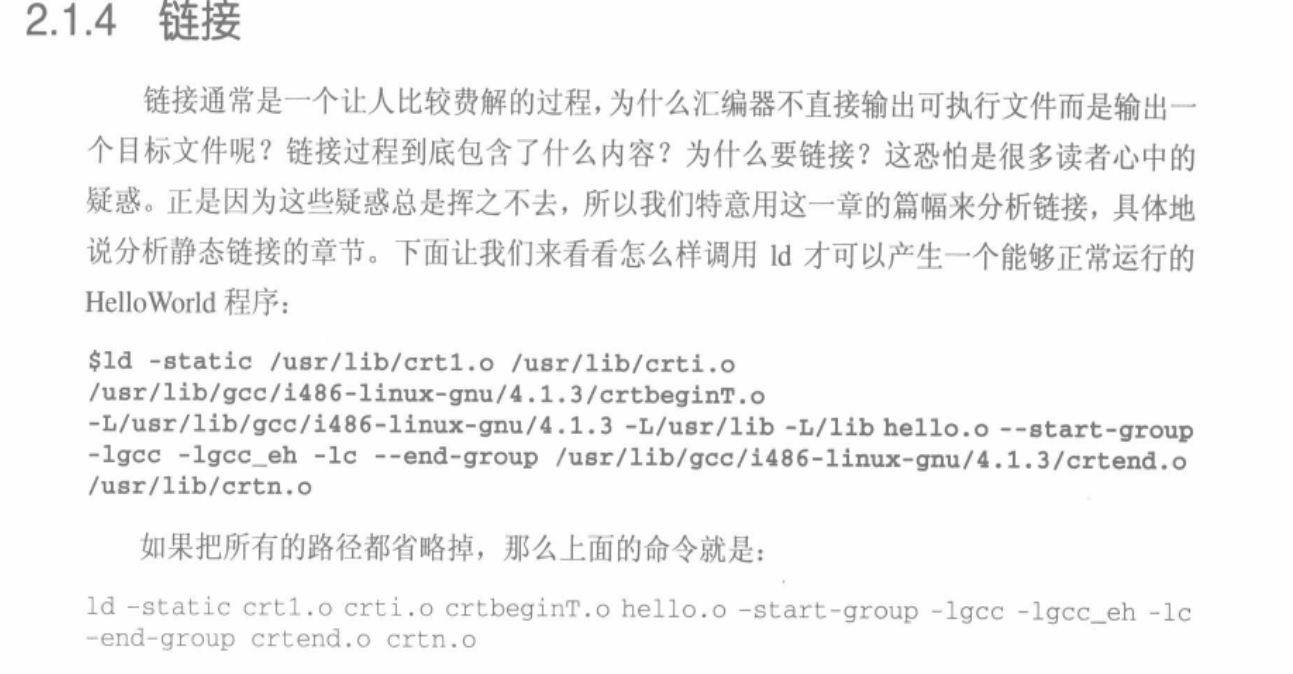 2.1.4 链接
链接通常是一个让人比较费解的过程，为什么汇编器不直接输出可执行文件而是输出一
个目标文件呢？链接过程到底包含了什么内容？为什么要链接？这恐怕是很多读者心中的
疑惑。正是因为这些疑惑总是挥之不去，所以我们特意用这一章的篇幅来分析链接，具体地
说分析静态链接的章节。下面让我们来看看怎么样调用 ld 才可以产生一个能够正常运行的
HelloWorld 程序：
$ld -static /usr/lib/crt1.o /usr/lib/crti.o
/usr/lib/gcc/i486-linux-gnu/4.1.3/crtbeginT.o
-L/usr/lib/gcc/i486-linux-gnu/4.1.3 -L/usr/lib -L/lib hello.o --start-group
-lgcc -lgcc_eh -lc --end-group /usr/lib/gcc/i486-linux-gnu/4.1.3/crtend.o
/usr/lib/crtn.o
如果把所有的路径都省略掉，那么上面的命令就是：
ld -static crt1.o crti.o crtbeginT.o hello.o -start-group -lgcc -lgcc_eh -lc
-end-group crtend.o crtn.o